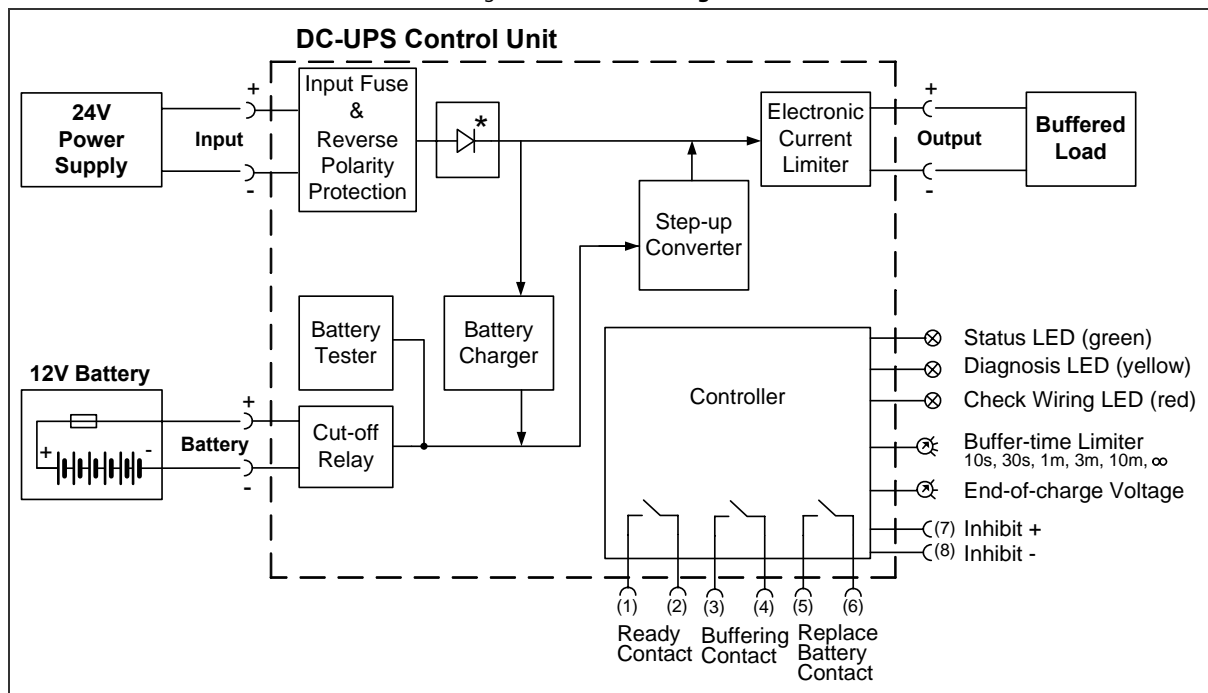 DC-UPS Control Unit
24V
Power
Supply
+
Input
-
Input Fuse
&
Reverse
Polarity
Protection
*
Electronic
Current
Limiter
+
Output
-
Buffered
Load
Step-up
Converter
Battery
Tester
Battery
Charger
12V Battery
+ -
+
Battery
-
Cut-off
Relay
Controller
Status LED (green)
Diagnosis LED (yellow)
Check Wiring LED (red)
Buffer-time Limiter
10s, 30s, 1m, 3m, 10m, ∞
End-of-charge Voltage
(7) Inhibit +
(8) Inhibit -
(1) (2) (3) (4) (5) (6)
Ready
Contact
Buffering
Contact
Replace
Battery
Contact